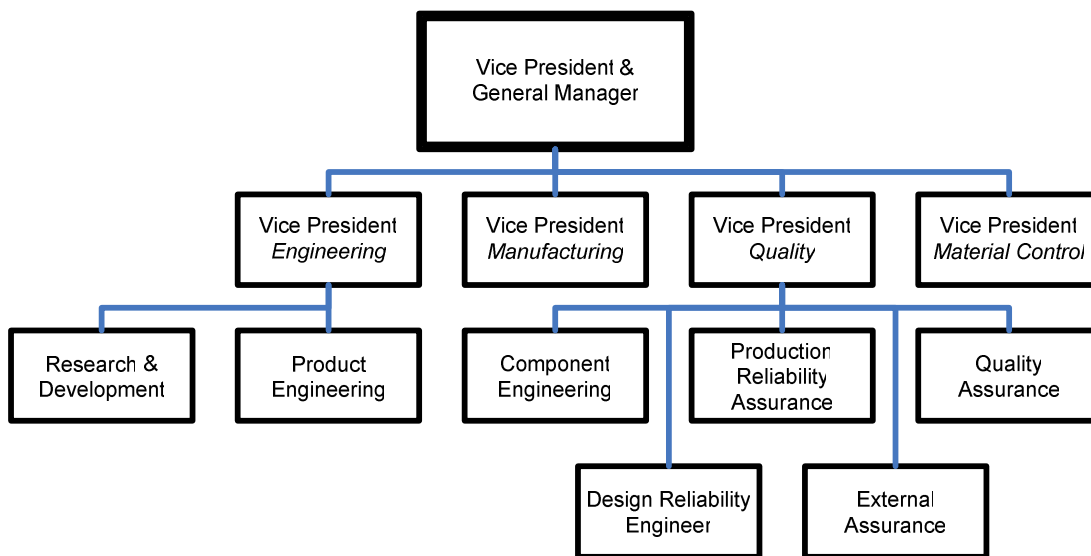 Vice President &
General Manager
Vice President
Engineering
Vice President
Manufacturing
Vice President
Quality
Vice President
Material Control
Research &
Development
Product
Engineering
Component
Engineering
Production
Reliability
Assurance
Quality
Assurance
Design Reliability
Engineer
External
Assurance